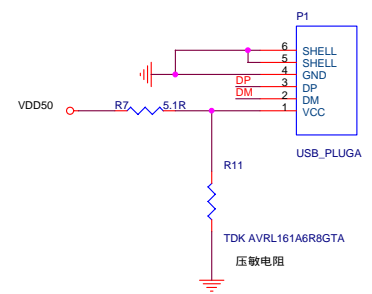 P1
6 SHELL
5 SHELL
4 GND
DP 3 DP
DM 2 DM
VDD50 R7 5.1R 1 VCC
USB_PLUGA
R11
TDK AVRL161A6R8GTA
压敏电阻